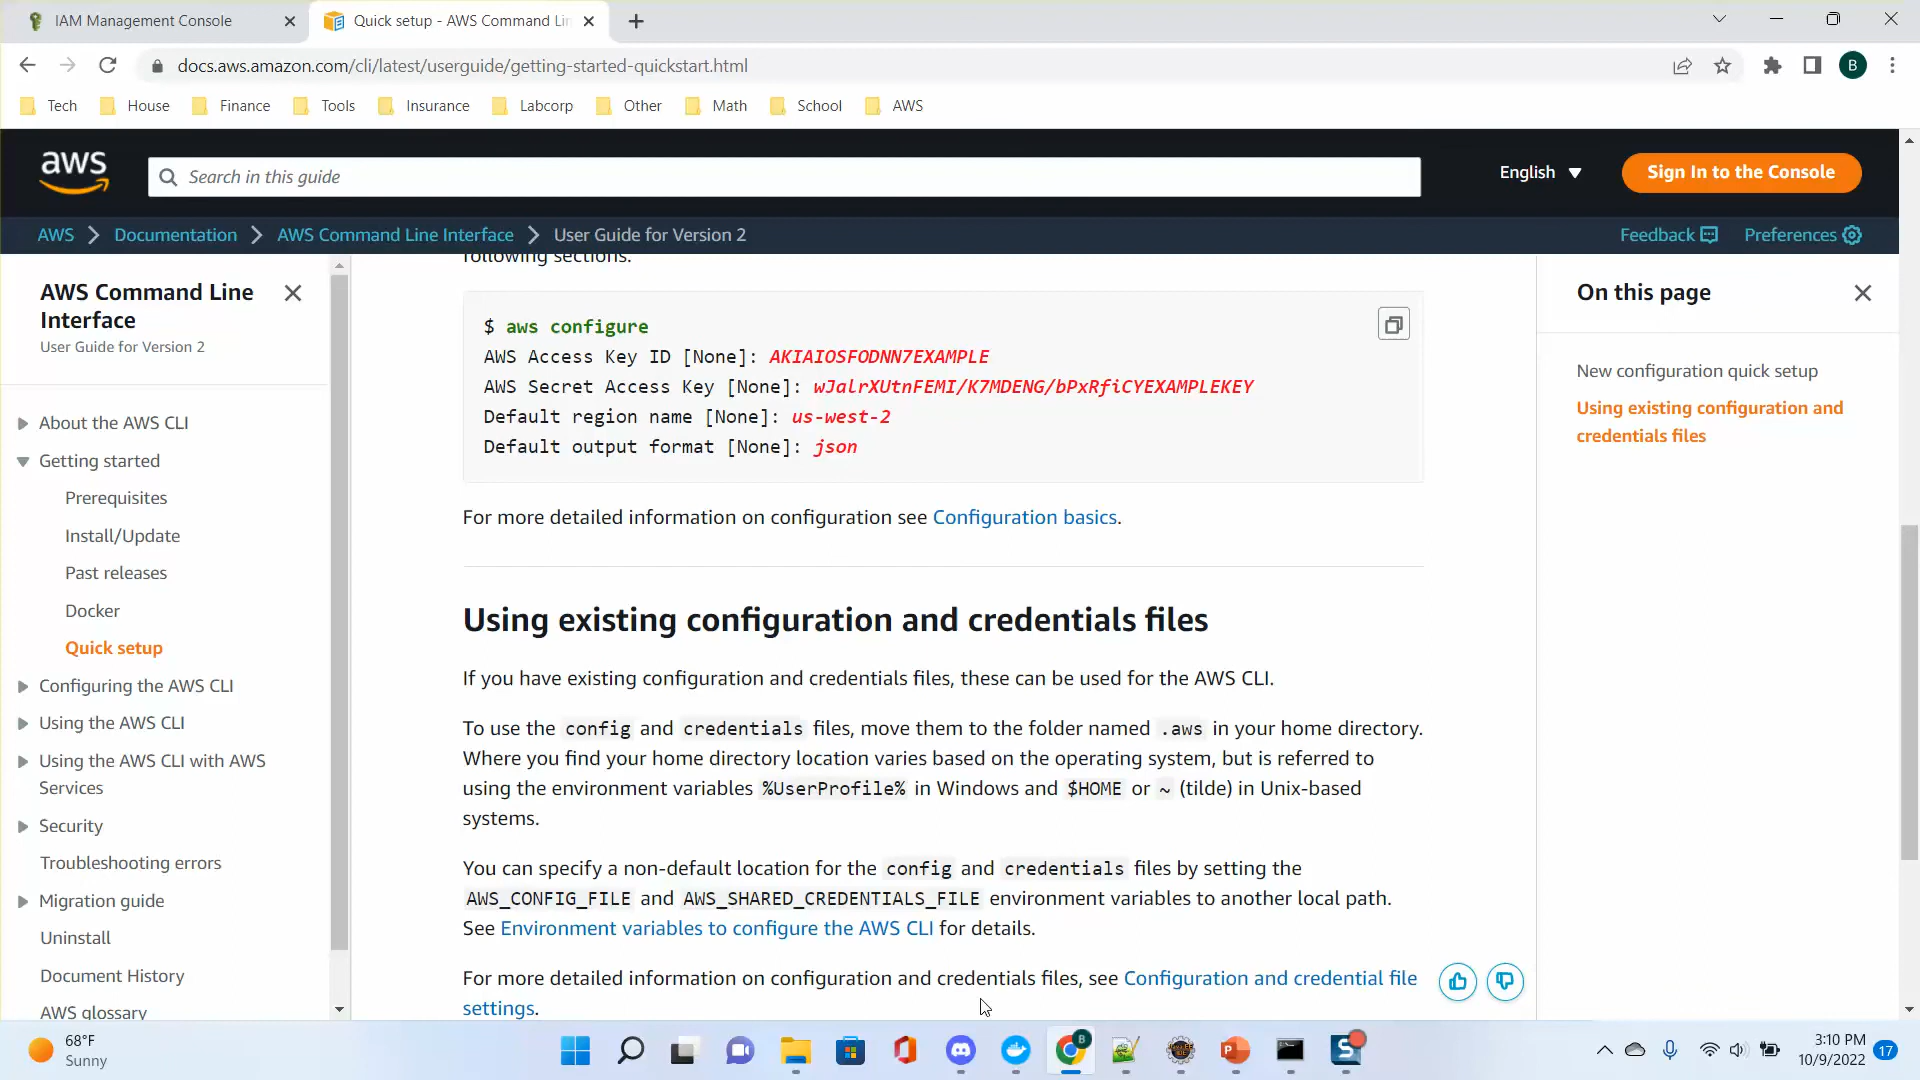 IAM Management Console
Quick setup - AWS Command Lin
docs.aws.amazon.com/cli/latest/userguide/getting-started-quickstart.html
B
Tech House Finance Tools Insurance Labcorp Other Math School AWS
aws
Search in this guide
English
Sign In to the Console
AWS Documentation AWS Command Line Interface User Guide for Version 2
Feedback Preferences
AWS Command Line
Interface
User Guide for Version 2
About the AWS CLI
Getting started
Prerequisites
Install/Update
Past releases
Docker
Quick setup
Configuring the AWS CLI
Using the AWS CLI
Using the AWS CLI with AWS
Services
Security
Troubleshooting errors
Migration guide
Uninstall
Document History
AWS glossary
following sections.
$ aws configure
AWS Access Key ID [None]: AKIAIOSFODNN7EXAMPLE
AWS Secret Access Key [None]: wJalrXUtnFEMI/K7MDENG/bPxRfiCYEXAMPLEKEY
Default region name [None]: us-west-2
Default output format [None]: json
For more detailed information on configuration see Configuration basics.
Using existing configuration and credentials files
If you have existing configuration and credentials files, these can be used for the AWS CLI.
To use the config and credentials files, move them to the folder named .aws in your home directory.
Where you find your home directory location varies based on the operating system, but is referred to
using the environment variables %UserProfile% in Windows and $HOME or ~ (tilde) in Unix-based
systems.
You can specify a non-default location for the config and credentials files by setting the
AWS_CONFIG_FILE and AWS_SHARED_CREDENTIALS_FILE environment variables to another local path.
See Environment variables to configure the AWS CLI for details.
For more detailed information on configuration and credentials files, see Configuration and credential file
settings.
On this page
New configuration quick setup
Using existing configuration and
credentials files
68°F
Sunny
3:10 PM
10/9/2022
17